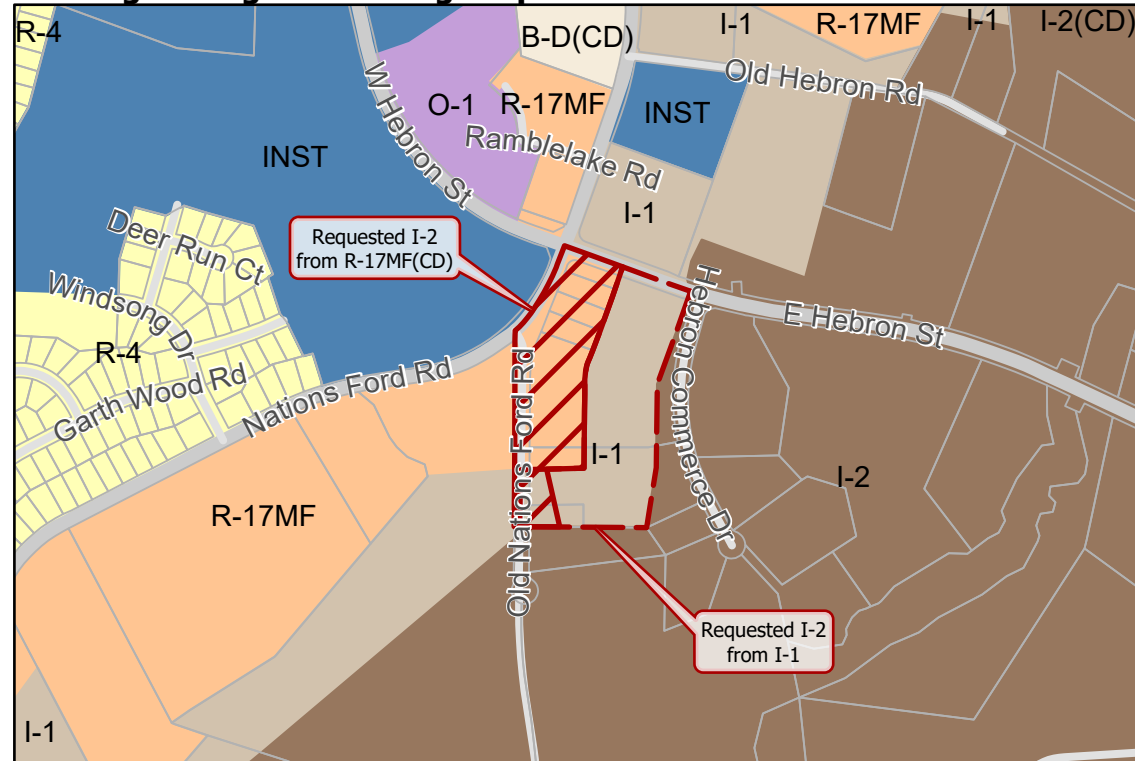 R-4
B-D(CD)
I-1
R-17MF
I-1
I-2(CD)
Old Hebron Rd
W Hebron St
O-1
R-17MF
INST
Ramblelake Rd
INST
I-1
Deer Run Ct
Requested I-2
from R-17MF(CD)
Windsong Dr
R-4
Hebron Commerce Dr
E Hebron St
Garth Wood Rd
Nations Ford Rd
Old Nations Ford Rd
I-1
I-2
R-17MF
Requested I-2
from I-1
I-1